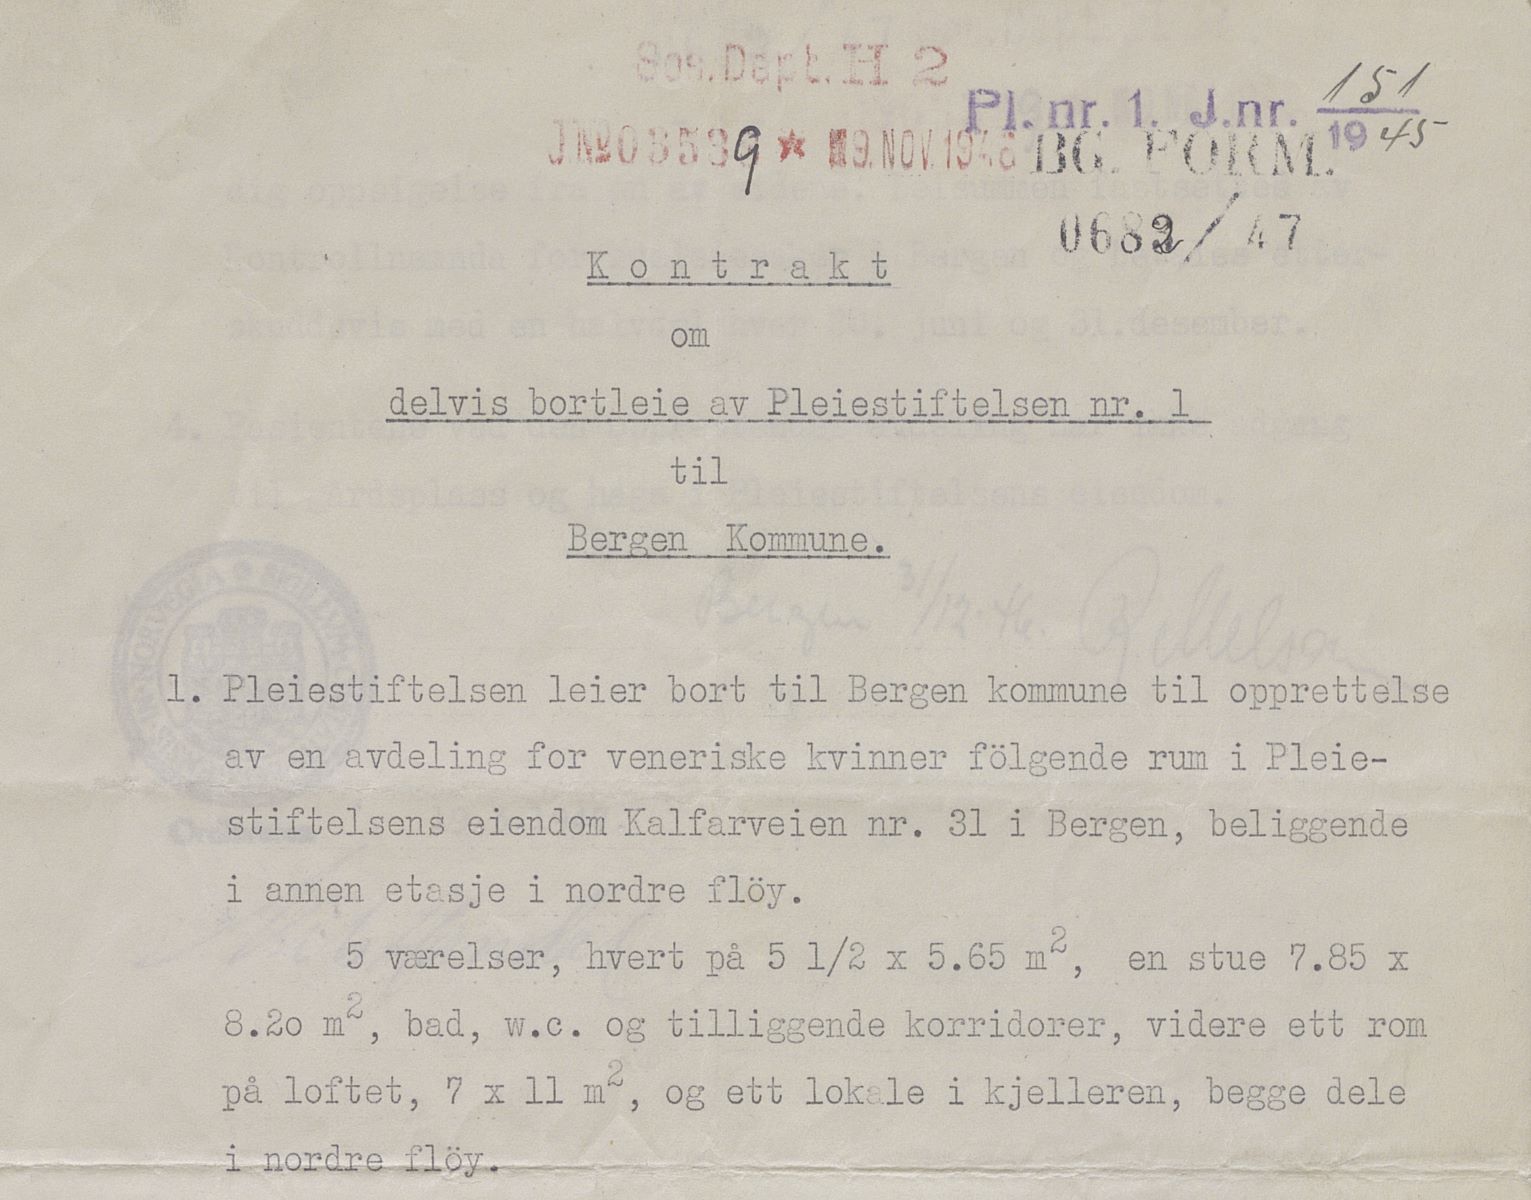 Sos. Dept. H 2
Pl. nr. 1. J. nr. 151
1945
9 NOV. 1946
BG. FORM.
/ 47
Kontrakt
om
delvis bortleie av Pleiestiftelsen nr. 1
til
Bergen Kommune.
1. Pleiestiftelsen leier bort til Bergen kommune til opprettelse
av en avdeling for veneriske kvinner fölgende rum i Pleie-
stiftelsens eiendom Kalfarveien nr. 31 i Bergen, beliggende
i annen etasje i nordre flöy.
5 værelser, hvert på 5 1/2 x 5.65 m2, en stue 7.85 x
8.2o m2, bad, w.c. og tilliggende korridorer, videre ett rom
på loftet, 7 x 11 m2, og ett lokale i kjelleren, begge dele
i nordre flöy.